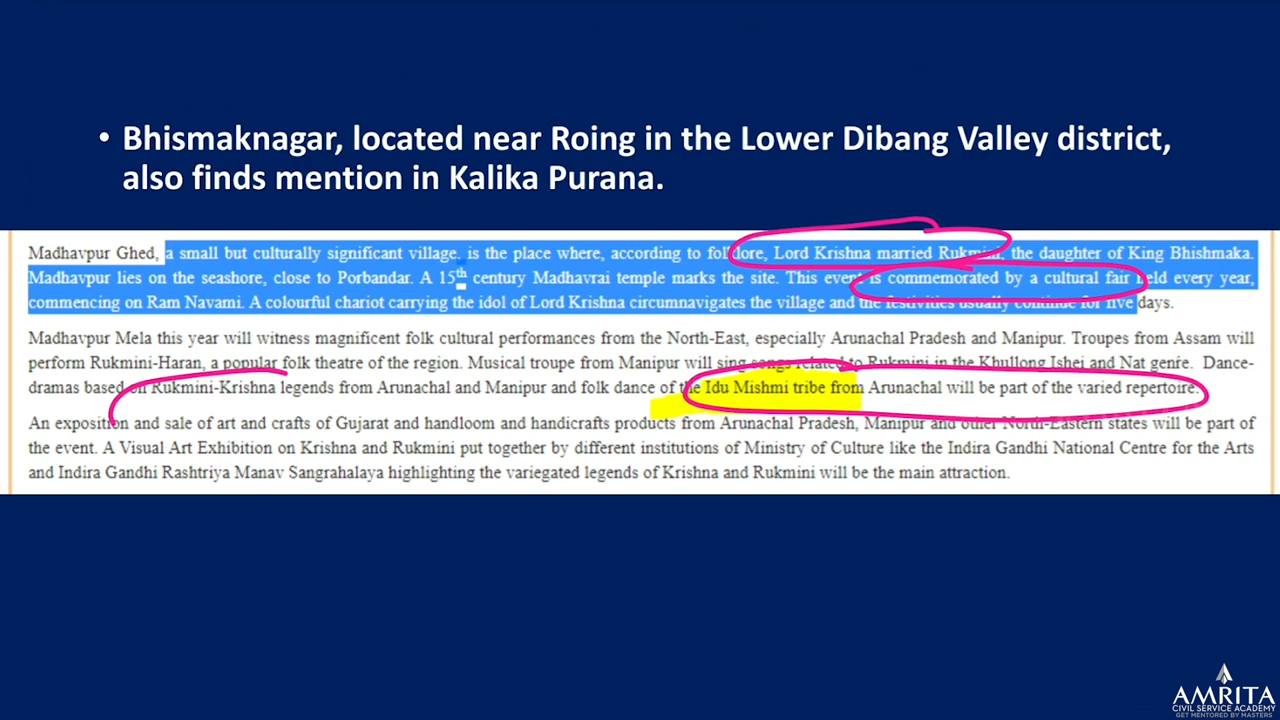 • Bhismaknagar, located near Roing in the Lower Dibang Valley district,
also finds mention in Kalika Purana.
Madhavpur Ghed, a small but culturally significant village, is the place where, according to folklore, Lord Krishna married Rukmini, the daughter of King Bhishmaka.
Madhavpur lies on the seashore, close to Porbandar. A 15th century Madhavrai temple marks the site. This event is commemorated by a cultural fair held every year,
commencing on Ram Navami. A colourful chariot carrying the idol of Lord Krishna circumnavigates the village and the festivities usually continue for five days.
Madhavpur Mela this year will witness magnificent folk cultural performances from the North-East, especially Arunachal Pradesh and Manipur. Troupes from Assam will
perform Rukmini-Haran, a popular folk theatre of the region. Musical troupe from Manipur will sing songs related to Rukmini in the Khullong Ishei and Nat genre. Dance-
dramas based on Rukmini-Krishna legends from Arunachal and Manipur and folk dance of the Idu Mishmi tribe from Arunachal will be part of the varied repertoire.
An exposition and sale of art and crafts of Gujarat and handloom and handicrafts products from Arunachal Pradesh, Manipur and other North-Eastern states will be part of
the event. A Visual Art Exhibition on Krishna and Rukmini put together by different institutions of Ministry of Culture like the Indira Gandhi National Centre for the Arts
and Indira Gandhi Rashtriya Manav Sangrahalaya highlighting the variegated legends of Krishna and Rukmini will be the main attraction.
AMRITA
CIVIL SERVICE ACADEMY
GET MENTORED BY MASTERS